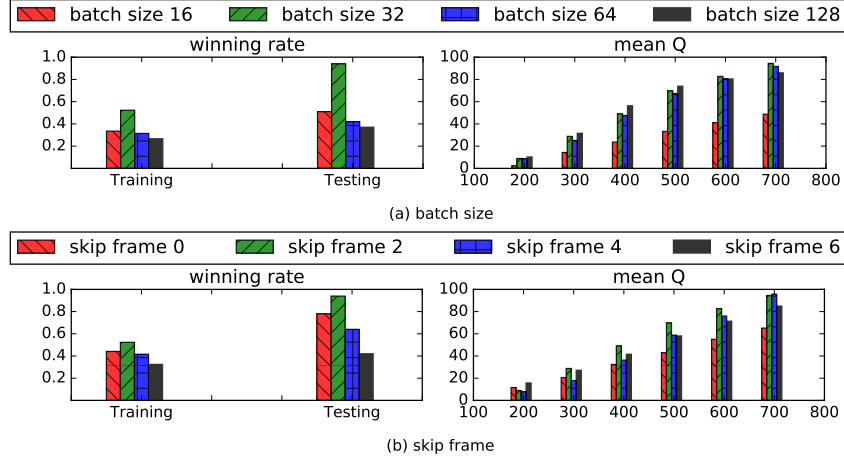 batch size 16 batch size 32 batch size 64 batch size 128
winning rate
1.0
0.8
0.6
0.4
0.2
Training Testing
mean Q
100
80
60
40
20
0
100 200 300 400 500 600 700 800
(a) batch size
skip frame 0 skip frame 2 skip frame 4 skip frame 6
winning rate
1.0
0.8
0.6
0.4
0.2
Training Testing
mean Q
100
80
60
40
20
0
100 200 300 400 500 600 700 800
(b) skip frame